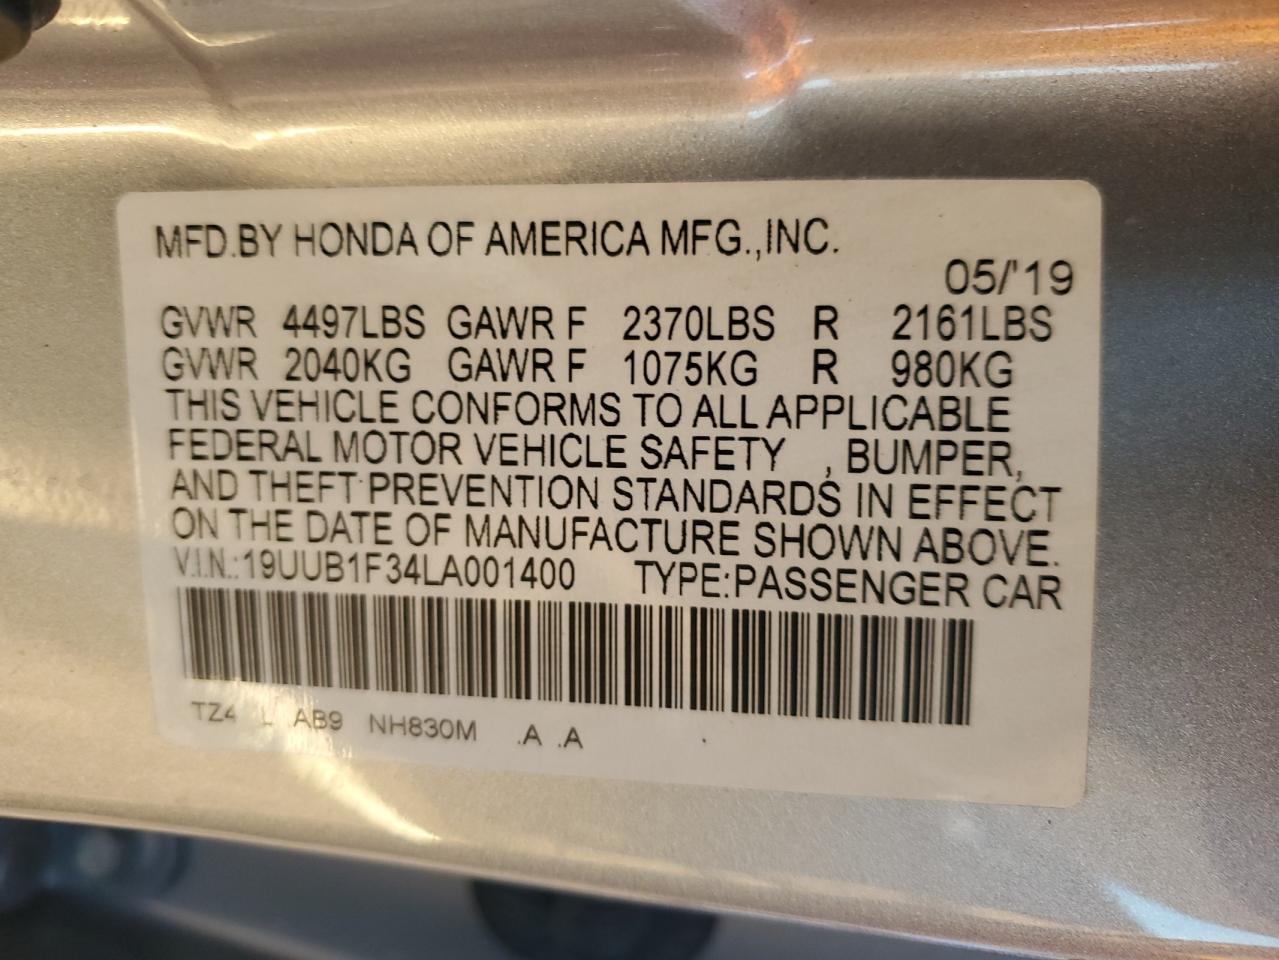 MFD.BY HONDA OF AMERICA MFG.,INC.
05/'19
GVWR 4497LBS GAWR F 2370LBS R 2161LBS
GVWR 2040KG GAWR F 1075KG R 980KG
THIS VEHICLE CONFORMS TO ALL APPLICABLE
FEDERAL MOTOR VEHICLE SAFETY , BUMPER,
AND THEFT PREVENTION STANDARDS IN EFFECT
ON THE DATE OF MANUFACTURE SHOWN ABOVE.
V.I.N.:19UUB1F34LA001400 TYPE:PASSENGER CAR
TZ4 L AB9 NH830M .A .A